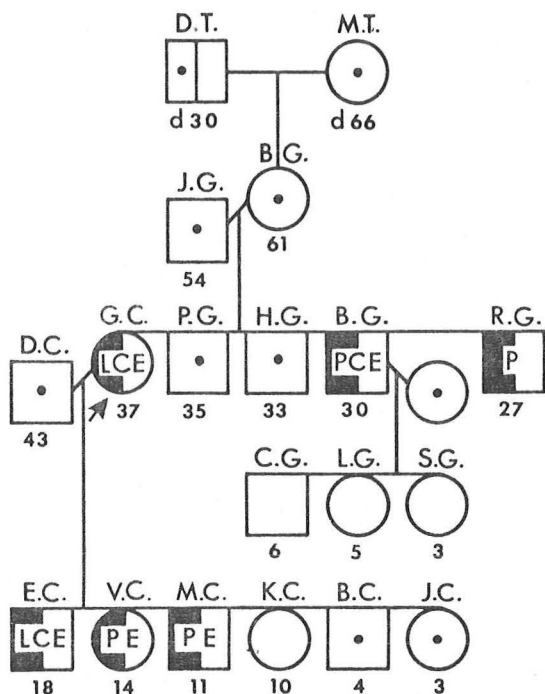 D.T. M.T.
d 30 d 66
B.G.
J.G.
61
54
G.C. P.G. H.G. B.G. R.G.
D.C.
LCE PCE P
37 35 33 30 27
43
C.G. L.G. S.G.
6 5 3
E.C. V.C. M.C. K.C. B.C. J.C.
LCE PE PE
18 14 11 10 4 3